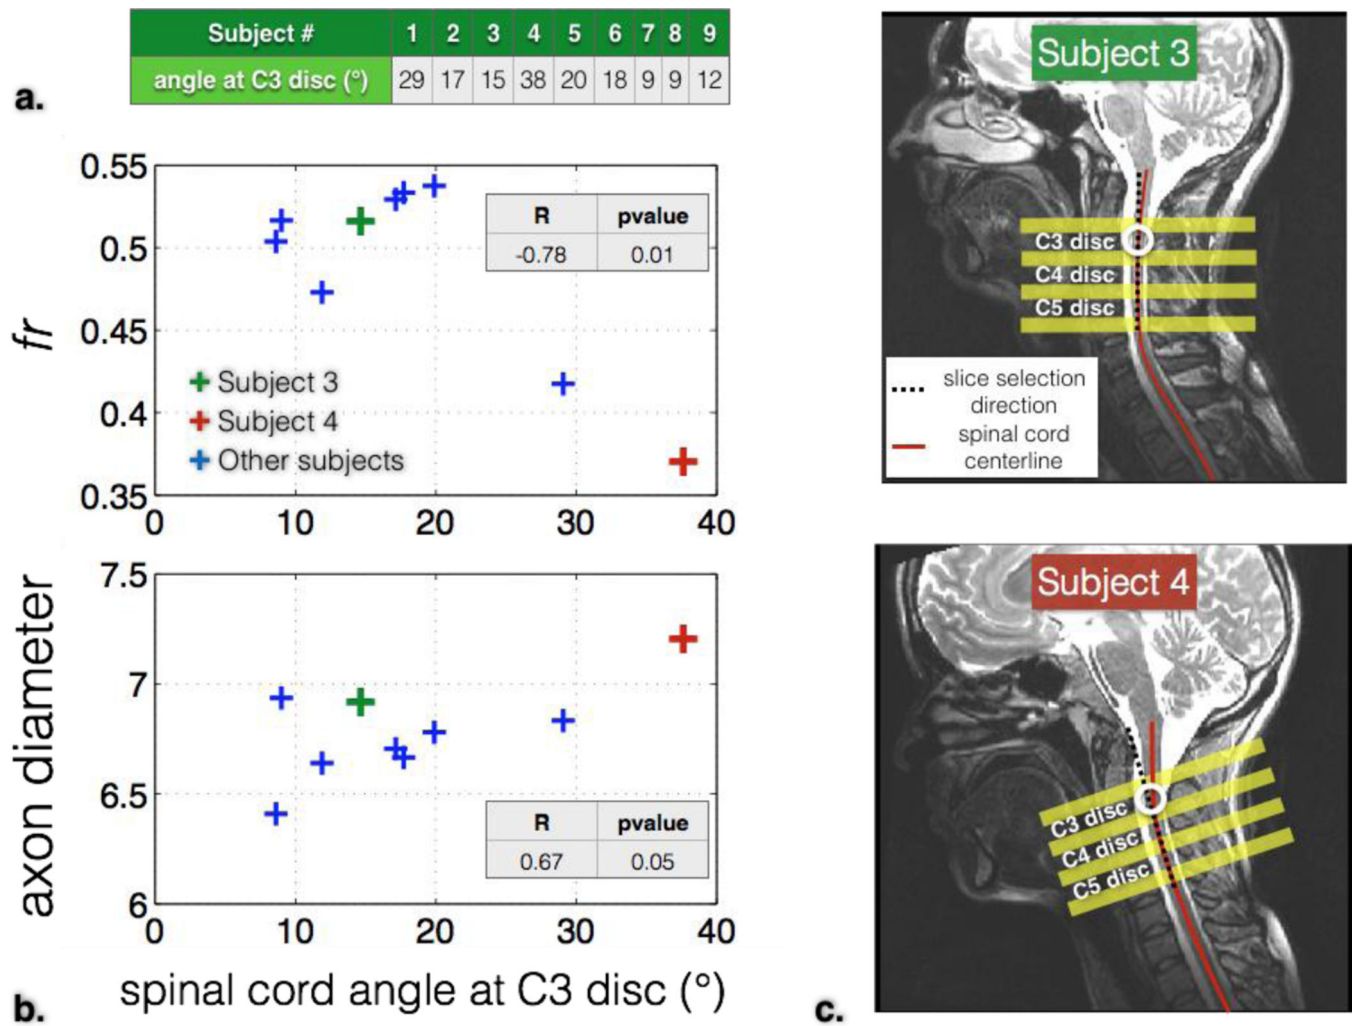 Subject # 1 2 3 4 5 6 7 8 9
angle at C3 disc (°) 29 17 15 38 20 18 9 9 12
a.
0.55
0.5
0.45
0.4
0.35
fr
R pvalue
-0.78 0.01
Subject 3
Subject 4
Other subjects
0 10 20 30 40
7.5
7
6.5
6
axon diameter
R pvalue
0.67 0.05
0 10 20 30 40
spinal cord angle at C3 disc (°)
b.
Subject 3
C3 disc
C4 disc
C5 disc
slice selection
direction
spinal cord
centerline
Subject 4
C3 disc
C4 disc
C5 disc
c.